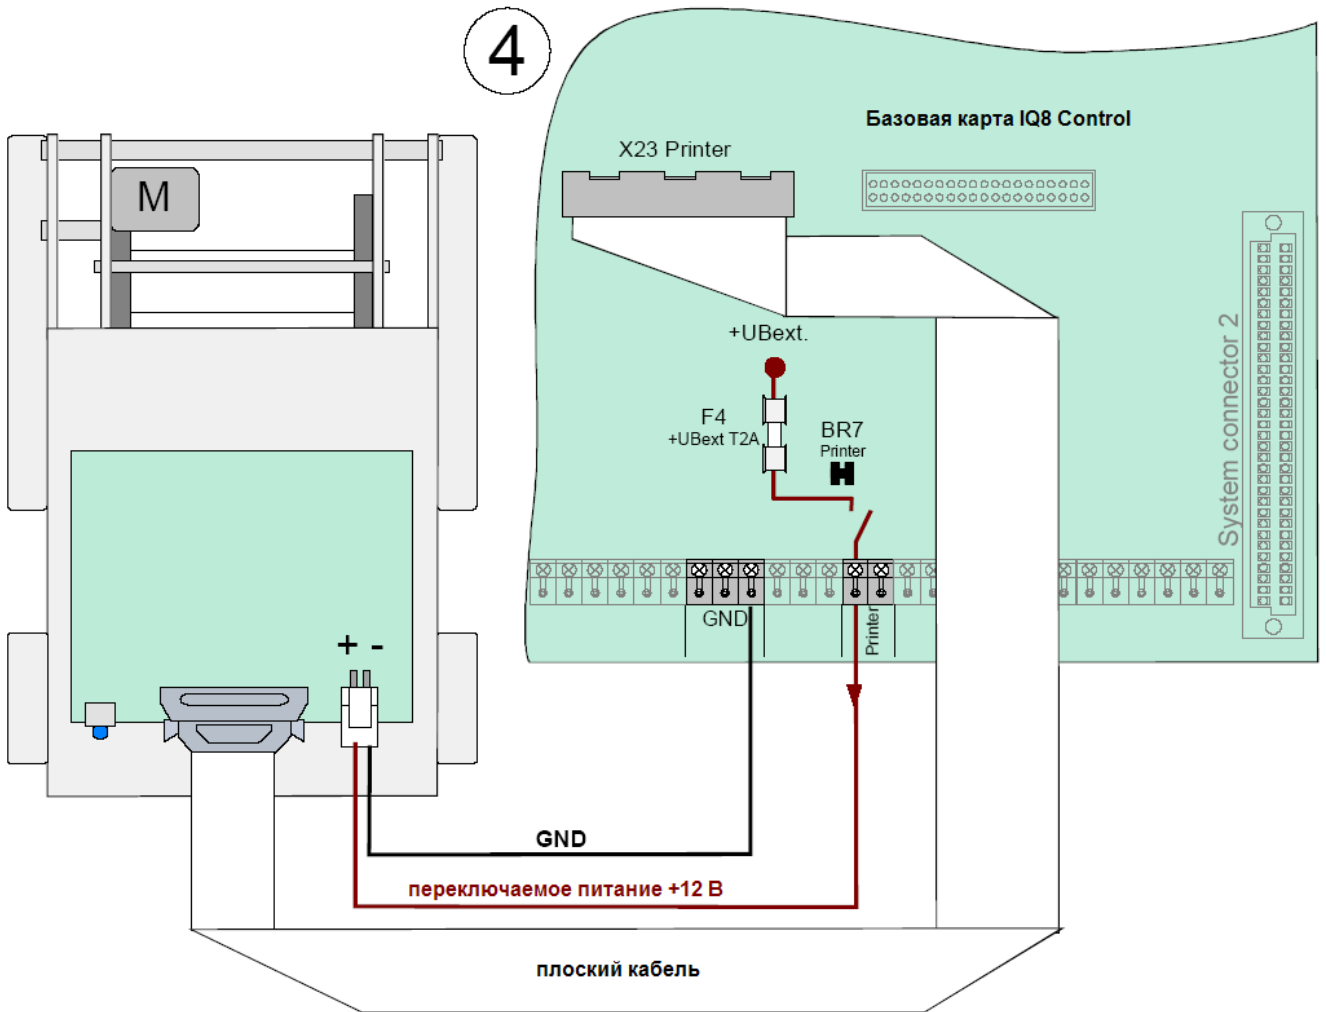 4
Базовая карта IQ8 Control
X23 Printer
M
+UBext.
F4
+UBext T2A
BR7
Printer
System connector 2
GND
Printer
+ -
GND
переключаемое питание +12 В
плоский кабель